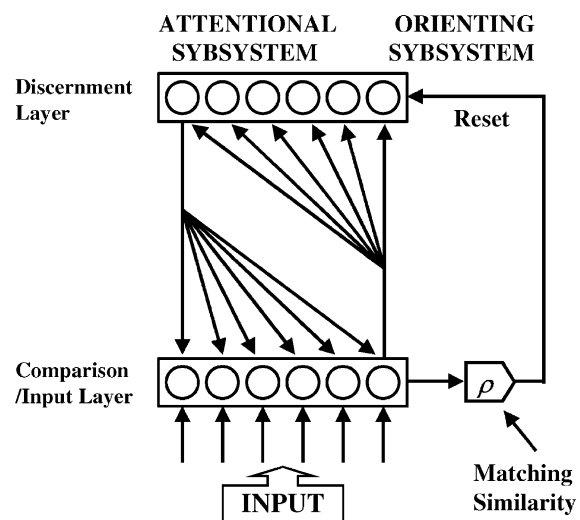 ATTENTIONAL
SYBSYSTEM
ORIENTING
SYBSYSTEM
Discernment
Layer
Reset
Comparison
/Input Layer
ρ
Matching
Similarity
INPUT